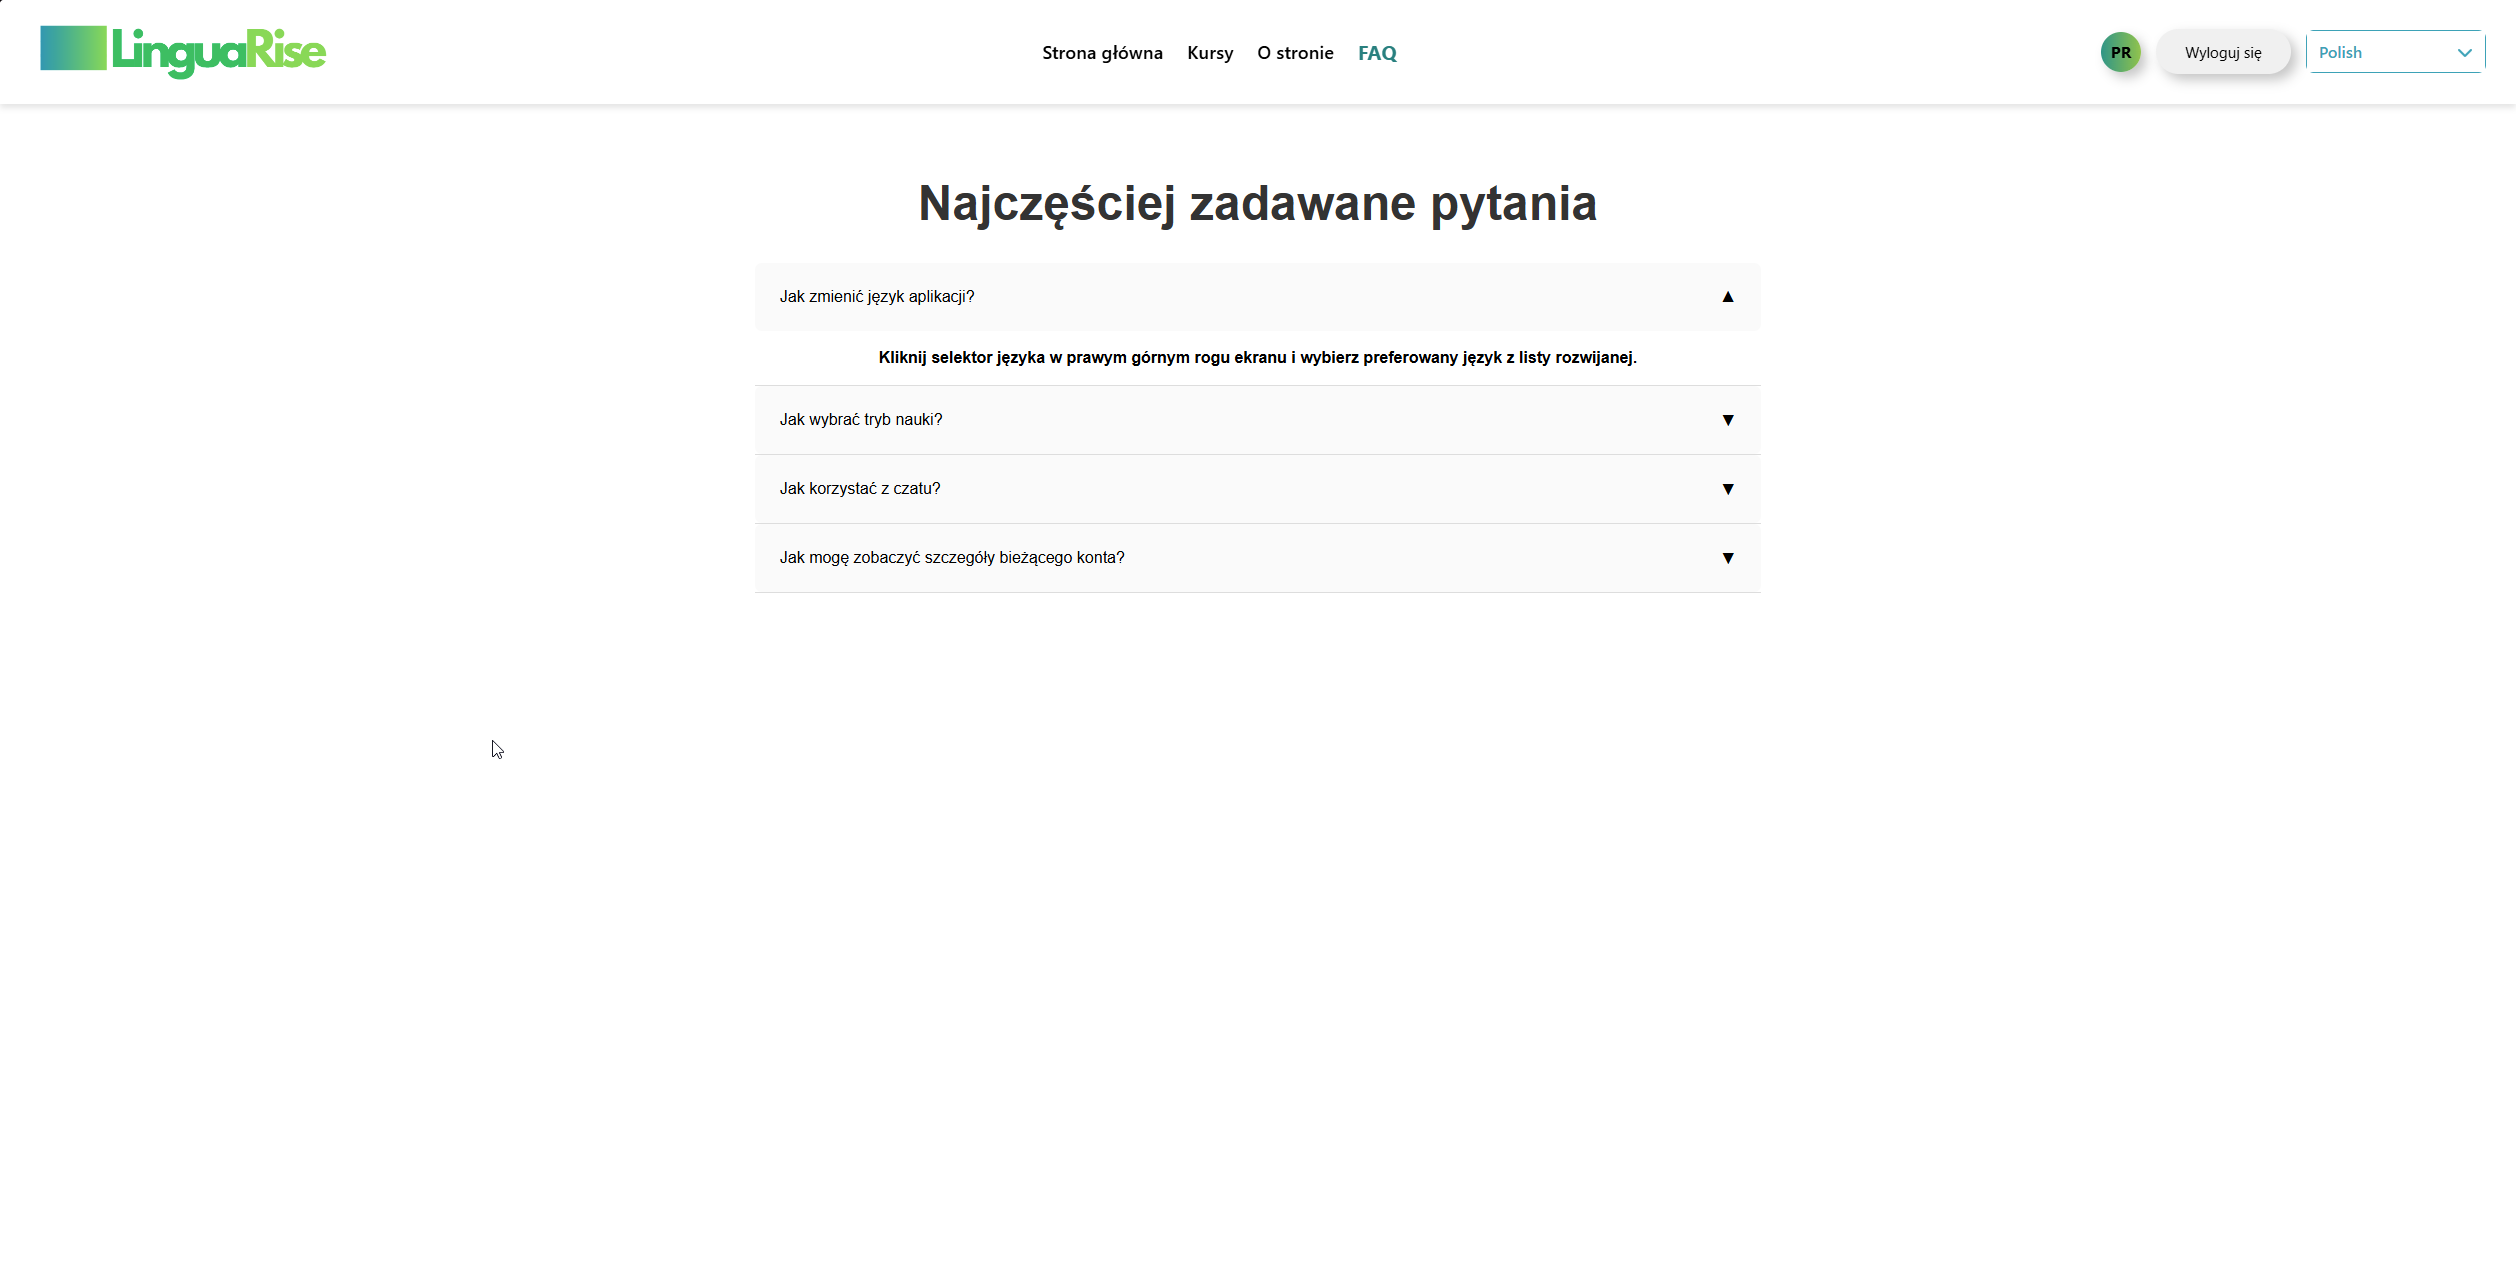 LinguaRise
Strona główna Kursy O stronie FAQ
PR Wyloguj się Polish
Najczęściej zadawane pytania
Jak zmienić język aplikacji? ▲
Kliknij selektor języka w prawym górnym rogu ekranu i wybierz preferowany język z listy rozwijanej.
Jak wybrać tryb nauki? ▼
Jak korzystać z czatu? ▼
Jak mogę zobaczyć szczegóły bieżącego konta? ▼